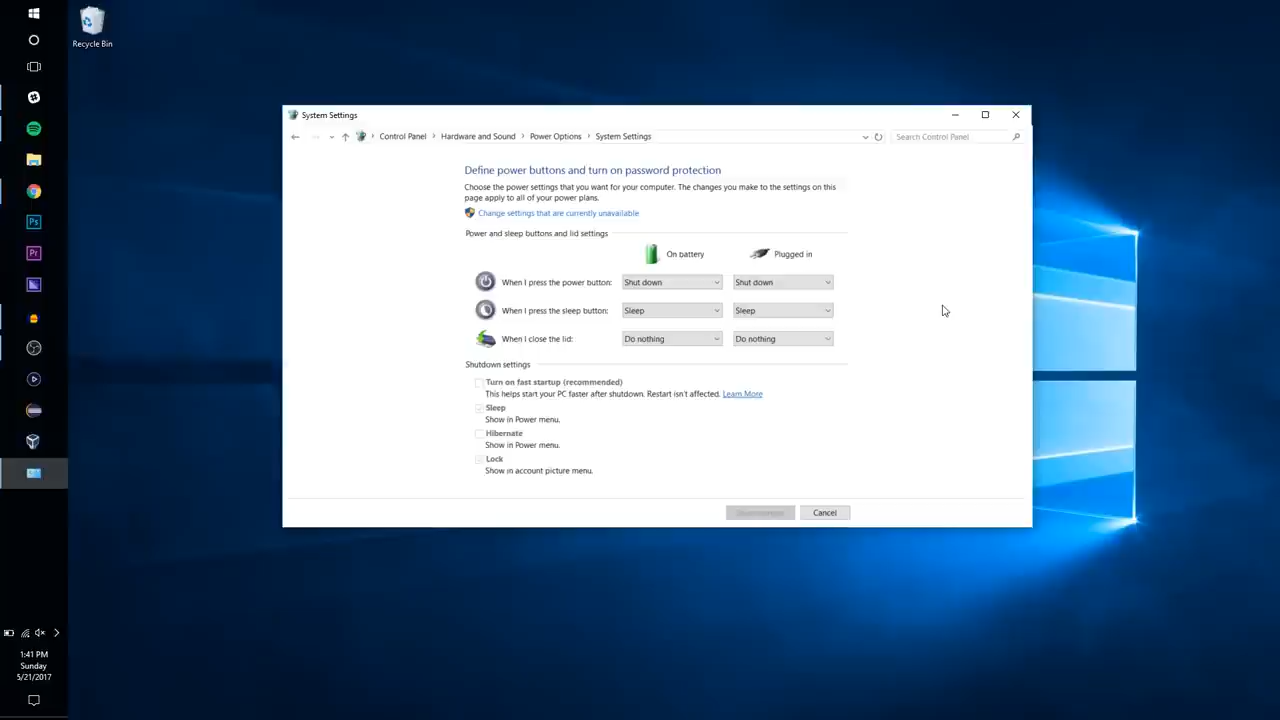 Recycle Bin
System Settings
Control Panel
Hardware and Sound
Power Options
System Settings
Search Control Panel
Define power buttons and turn on password protection
Choose the power settings that you want for your computer. The changes you make to the settings on this
page apply to all of your power plans.
Change settings that are currently unavailable
Power and sleep buttons and lid settings
On battery
Plugged in
When I press the power button:
Shut down
Shut down
When I press the sleep button:
Sleep
Sleep
When I close the lid:
Do nothing
Do nothing
Shutdown settings
Turn on fast startup (recommended)
This helps start your PC faster after shutdown. Restart isn't affected. Learn More
Sleep
Show in Power menu.
Hibernate
Show in Power menu.
Lock
Show in account picture menu.
Cancel
Ps
Pr
1:41 PM
Sunday
5/21/2017